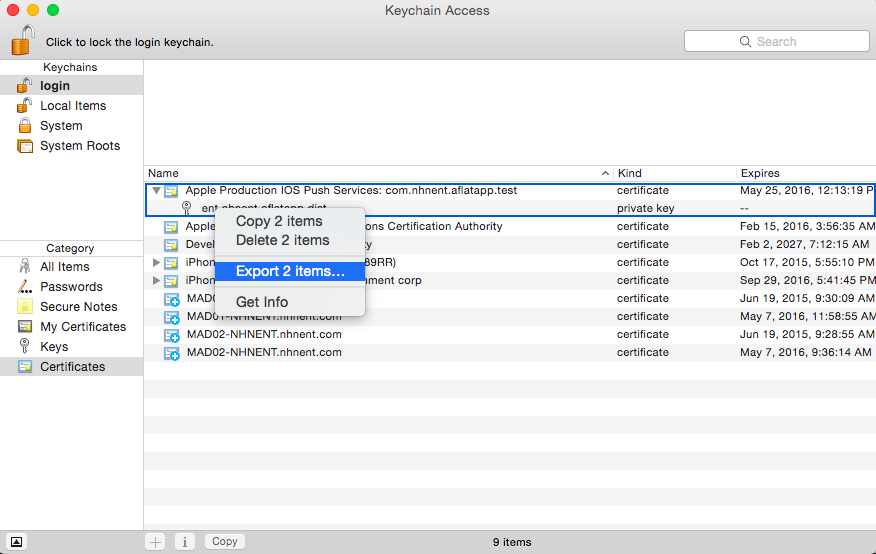 Keychain Access
Click to lock the login keychain.
Search
Keychains
login
Local Items
System
System Roots
Category
All Items
Passwords
Secure Notes
My Certificates
Keys
Certificates
Name Kind Expires
Apple Production IOS Push Services: com.nhnent.aflatapp.test certificate May 25, 2016, 12:13:19 P
ent.nhnent.aflatapp.dist private key --
Apple ons Certification Authority certificate Feb 15, 2016, 3:56:35 AM
Devel y certificate Feb 2, 2027, 7:12:15 AM
iPhon 89RR) certificate Oct 17, 2015, 5:55:10 PM
iPhon nment corp certificate Sep 29, 2016, 5:41:45 PM
MAD0 certificate Jun 19, 2015, 9:30:09 AM
MAD01-NHNENT.nhnent.com certificate May 7, 2016, 11:58:55 AM
MAD02-NHNENT.nhnent.com certificate Jun 19, 2015, 9:28:55 AM
MAD02-NHNENT.nhnent.com certificate May 7, 2016, 9:36:14 AM
Copy 2 items
Delete 2 items
Export 2 items...
Get Info
Copy
9 items